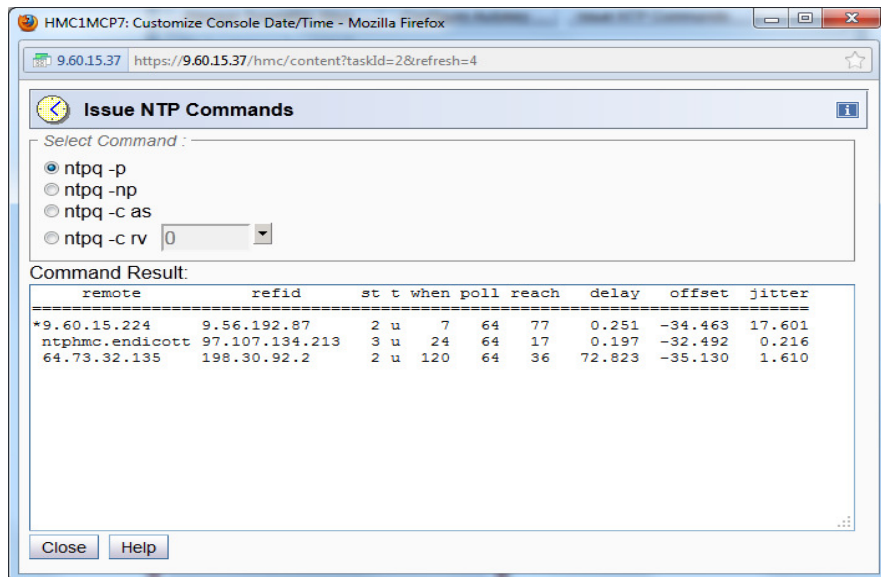 HMC1MCP7: Customize Console Date/Time - Mozilla Firefox
9.60.15.37 https://9.60.15.37/hmc/content?taskId=2&refresh=4
Issue NTP Commands
Select Command :
ntpq -p
ntpq -np
ntpq -c as
ntpq -c rv 0
Command Result:
remote refid st t when poll reach delay offset jitter
==============================================================================
*9.60.15.224 9.56.192.87 2 u 7 64 77 0.251 -34.463 17.601
ntphmc.endicott 97.107.134.213 3 u 24 64 17 0.197 -32.492 0.216
64.73.32.135 198.30.92.2 2 u 120 64 36 72.823 -35.130 1.610
Close Help